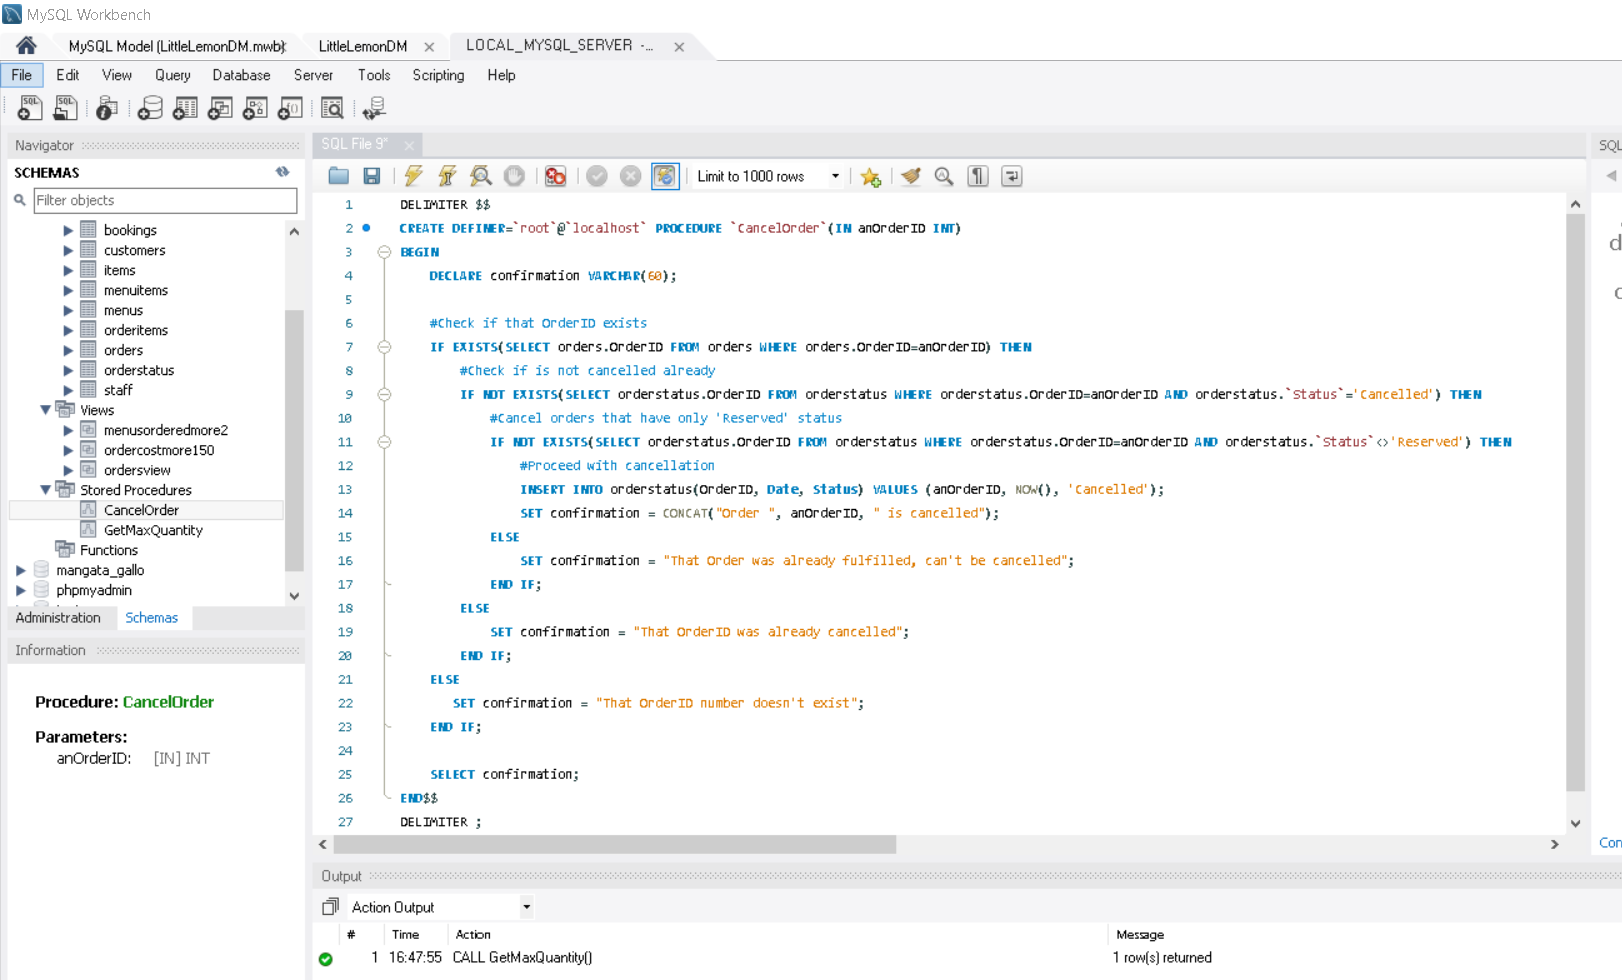 MySQL Workbench
MySQL Model (LittleLemonDM.mwb)
LittleLemonDM
LOCAL_MYSQL_SERVER -...
File Edit View Query Database Server Tools Scripting Help
Navigator
SCHEMAS
Filter objects
bookings
customers
items
menuitems
menus
orderitems
orders
orderstatus
staff
Views
menusorderedmore2
ordercostmore150
ordersview
Stored Procedures
CancelOrder
GetMaxQuantity
Functions
mangata_gallo
phpmyadmin
Administration Schemas
Information
Procedure: CancelOrder
Parameters:
anOrderID: [IN] INT
SQL File 9*
Limit to 1000 rows
1 DELIMITER $$
2 CREATE DEFINER=`root`@`localhost` PROCEDURE `CancelOrder`(IN anOrderID INT)
3 BEGIN
4 DECLARE confirmation VARCHAR(60);
5
6 #Check if that OrderID exists
7 IF EXISTS(SELECT orders.OrderID FROM orders WHERE orders.OrderID=anOrderID) THEN
8 #Check if is not cancelled already
9 IF NOT EXISTS(SELECT orderstatus.OrderID FROM orderstatus WHERE orderstatus.OrderID=anOrderID AND orderstatus.`Status`='Cancelled') THEN
10 #Cancel orders that have only 'Reserved' status
11 IF NOT EXISTS(SELECT orderstatus.OrderID FROM orderstatus WHERE orderstatus.OrderID=anOrderID AND orderstatus.`Status`<>'Reserved') THEN
12 #Proceed with cancellation
13 INSERT INTO orderstatus(OrderID, Date, Status) VALUES (anOrderID, NOW(), 'Cancelled');
14 SET confirmation = CONCAT("Order ", anOrderID, " is cancelled");
15 ELSE
16 SET confirmation = "That Order was already fulfilled, can't be cancelled";
17 END IF;
18 ELSE
19 SET confirmation = "That OrderID was already cancelled";
20 END IF;
21 ELSE
22 SET confirmation = "That OrderID number doesn't exist";
23 END IF;
24
25 SELECT confirmation;
26 END$$
27 DELIMITER ;
Output
Action Output
# Time Action Message
1 16:47:55 CALL GetMaxQuantity() 1 row(s) returned